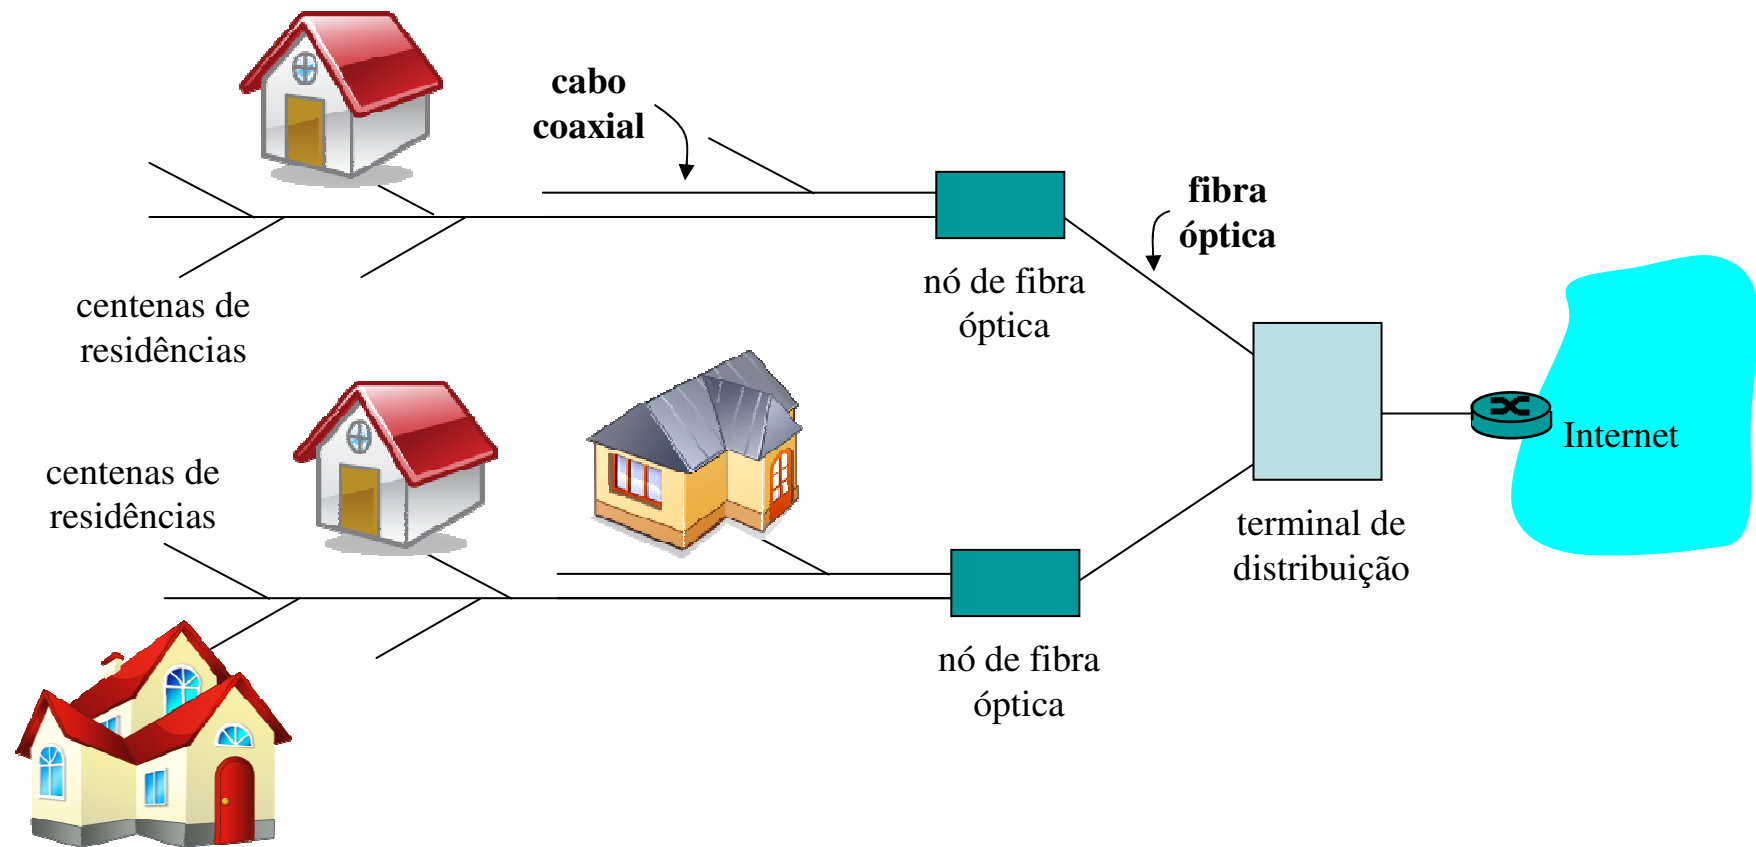 cabo
coaxial
fibra
óptica
nó de fibra
óptica
centenas de
residências
Internet
centenas de
residências
terminal de
distribuição
nó de fibra
óptica